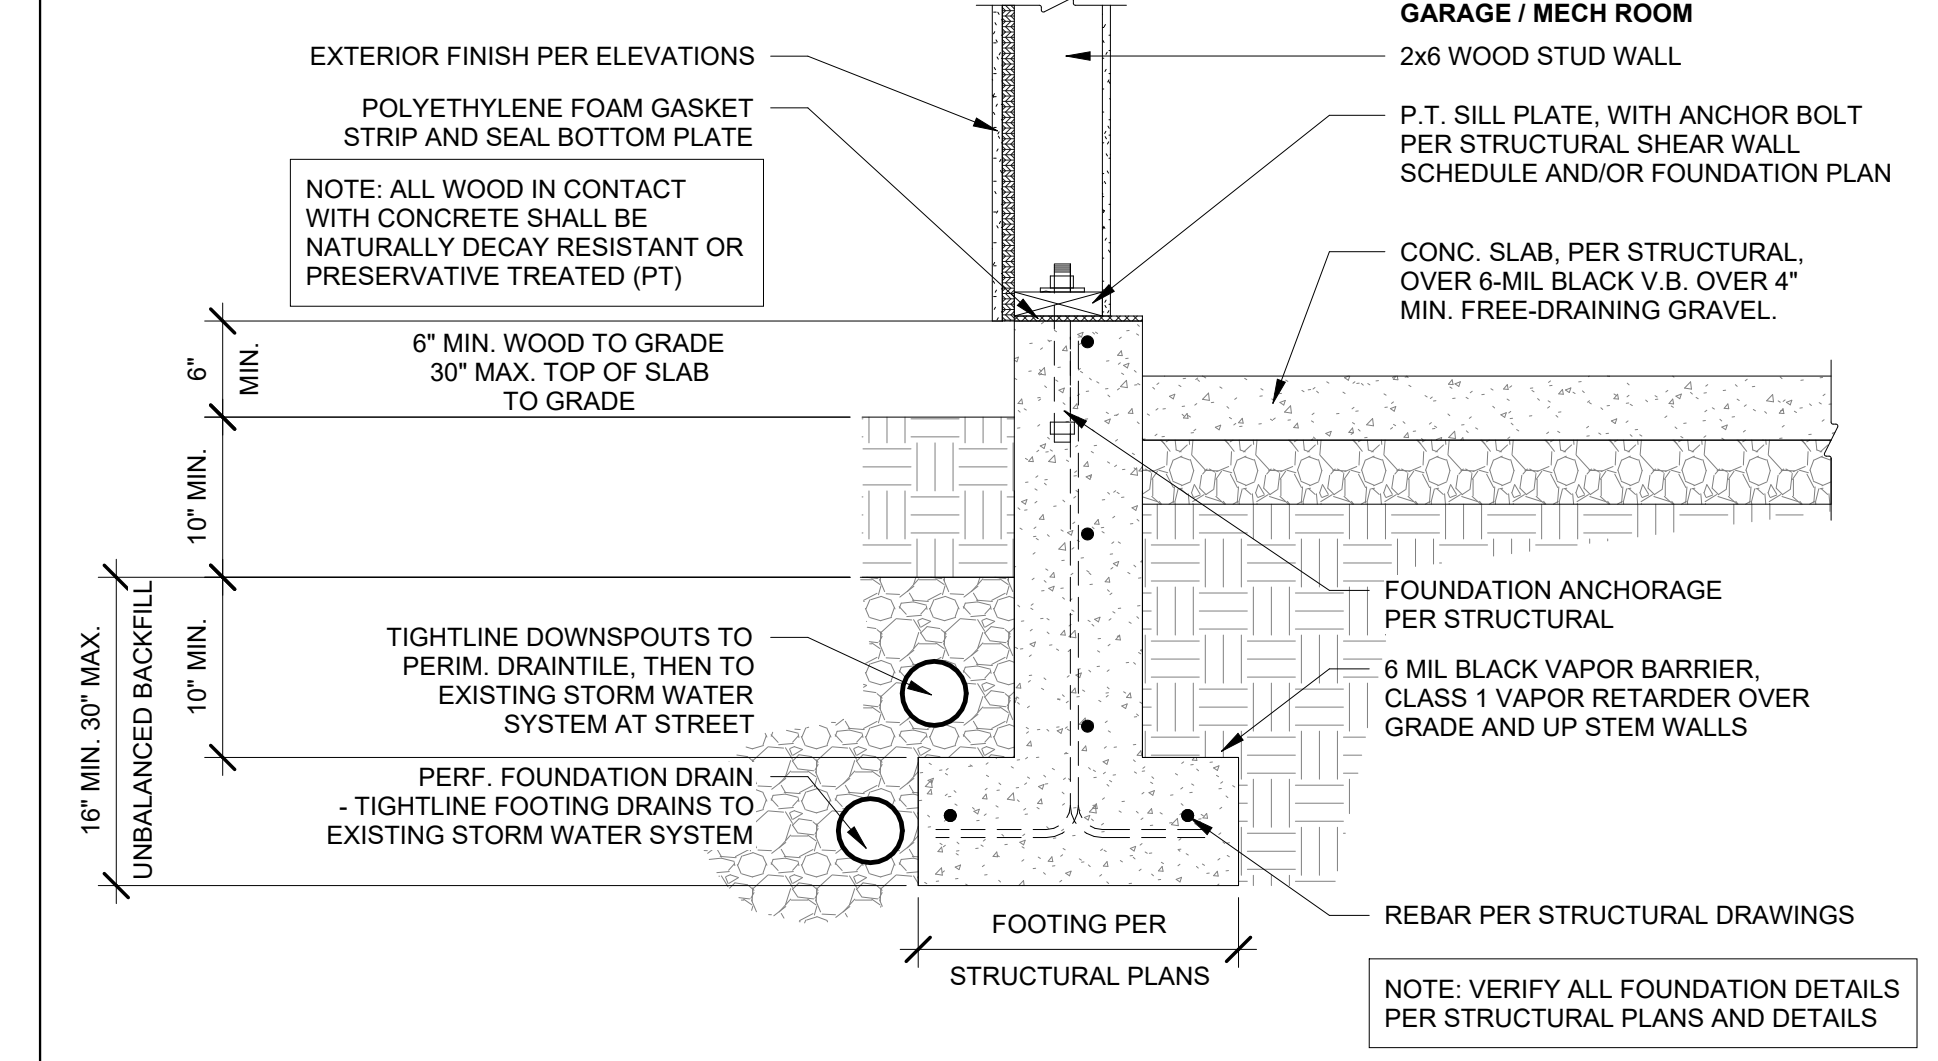 GARAGE / MECH ROOM
EXTERIOR FINISH PER ELEVATIONS
2x6 WOOD STUD WALL
POLYETHYLENE FOAM GASKET
STRIP AND SEAL BOTTOM PLATE
P.T. SILL PLATE, WITH ANCHOR BOLT
PER STRUCTURAL SHEAR WALL
SCHEDULE AND/OR FOUNDATION PLAN
NOTE: ALL WOOD IN CONTACT
WITH CONCRETE SHALL BE
NATURALLY DECAY RESISTANT OR
PRESERVATIVE TREATED (PT)
CONC. SLAB, PER STRUCTURAL,
OVER 6-MIL BLACK V.B. OVER 4"
MIN. FREE-DRAINING GRAVEL.
6"
MIN.
6" MIN. WOOD TO GRADE
30" MAX. TOP OF SLAB
TO GRADE
10" MIN.
16" MIN. 30" MAX.
UNBALANCED BACKFILL
10" MIN.
TIGHTLINE DOWNSPOUTS TO
PERIM. DRAINTILE, THEN TO
EXISTING STORM WATER
SYSTEM AT STREET
FOUNDATION ANCHORAGE
PER STRUCTURAL
6 MIL BLACK VAPOR BARRIER,
CLASS 1 VAPOR RETARDER OVER
GRADE AND UP STEM WALLS
PERF. FOUNDATION DRAIN
- TIGHTLINE FOOTING DRAINS TO
EXISTING STORM WATER SYSTEM
REBAR PER STRUCTURAL DRAWINGS
FOOTING PER
STRUCTURAL PLANS
NOTE: VERIFY ALL FOUNDATION DETAILS
PER STRUCTURAL PLANS AND DETAILS